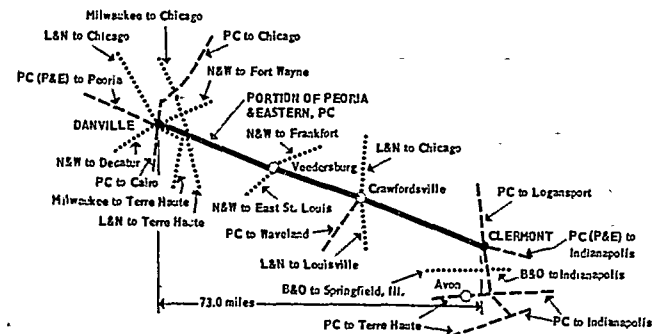 Milwaukee to Chicago
L&N to Chicago
PC to Chicago
PC (P&E) to Peoria
N&W to Fort Wayne
PORTION OF PEORIA
& EASTERN, PC
DANVILLE
N&W to Frankfort
L&N to Chicago
N&W to Decatur
Veedersburg
PC to Cairo
Crawfordsville
PC to Logansport
Milwaukee to Terre Haute
N&W to East St. Louis
L&N to Terre Haute
PC to Waveland
CLERMONT
PC (P&E) to
Indianapolis
L&N to Louisville
B&O to Indianapolis
B&O to Springfield, Ill.
Avon
73.0 miles
PC to Terre Haute
PC to Indianapolis